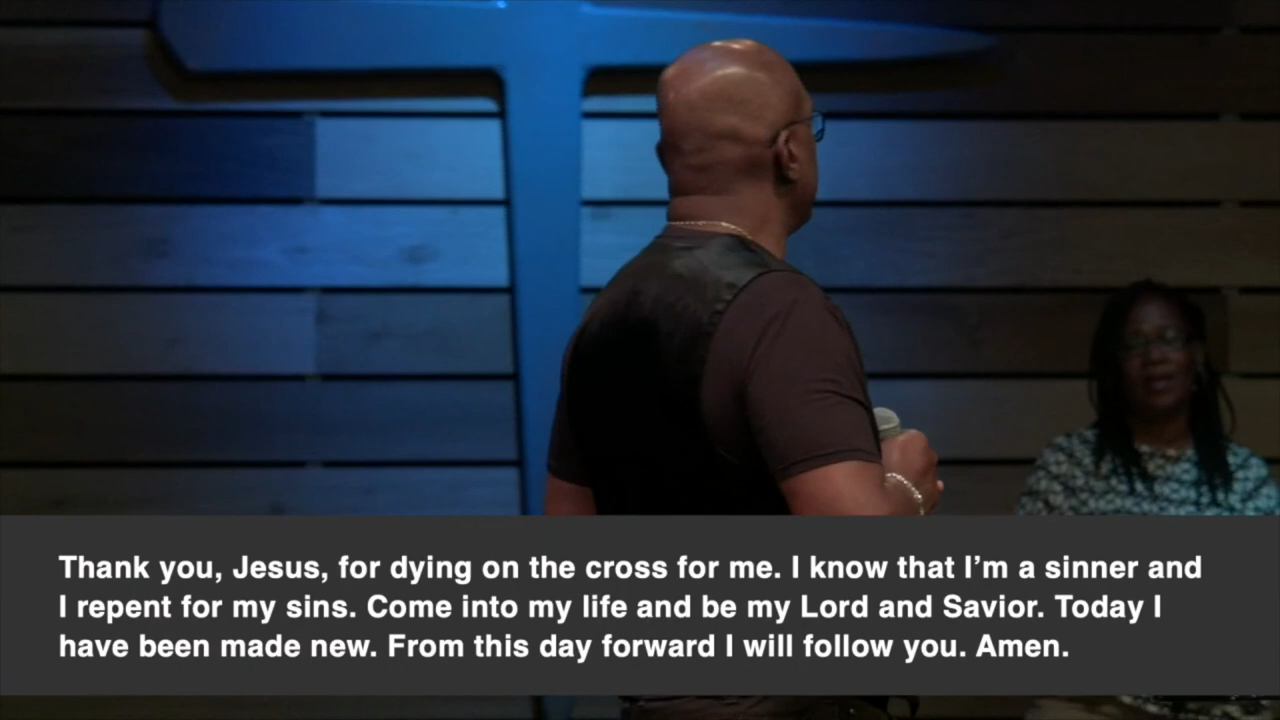 Thank you, Jesus, for dying on the cross for me. I know that I’m a sinner and
I repent for my sins. Come into my life and be my Lord and Savior. Today I
have been made new. From this day forward I will follow you. Amen.